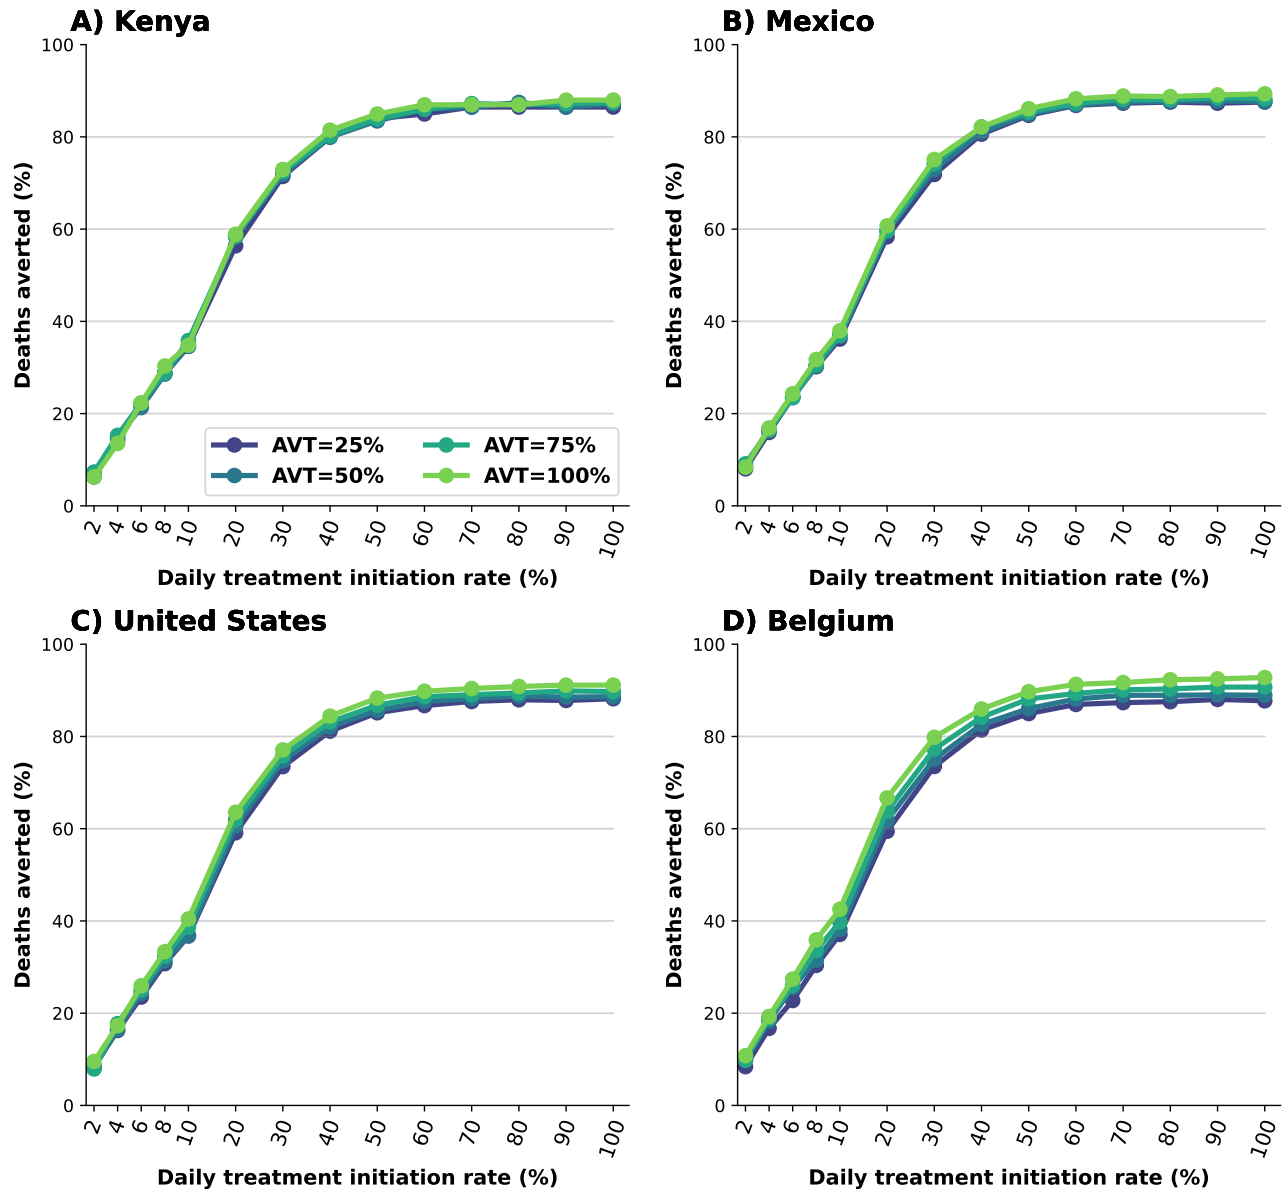 A) Kenya
Deaths averted (%)
100
80
60
40
20
0
AVT=25%
AVT=50%
AVT=75%
AVT=100%
2 4 6 8 10 20 30 40 50 60 70 80 90 100
Daily treatment initiation rate (%)
B) Mexico
Deaths averted (%)
100
80
60
40
20
0
2 4 6 8 10 20 30 40 50 60 70 80 90 100
Daily treatment initiation rate (%)
C) United States
Deaths averted (%)
100
80
60
40
20
0
2 4 6 8 10 20 30 40 50 60 70 80 90 100
Daily treatment initiation rate (%)
D) Belgium
Deaths averted (%)
100
80
60
40
20
0
2 4 6 8 10 20 30 40 50 60 70 80 90 100
Daily treatment initiation rate (%)